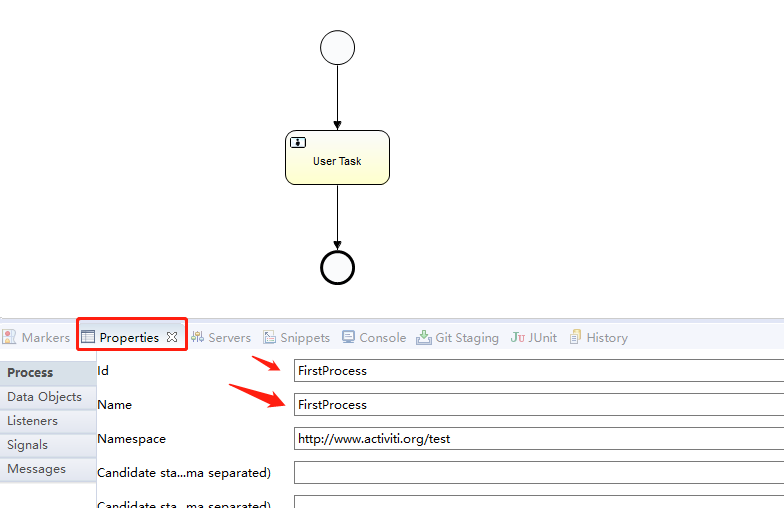 User Task
Markers Properties Servers Snippets Console Git Staging JUnit History
Process
Data Objects
Listeners
Signals
Messages
Id FirstProcess
Name FirstProcess
Namespace http://www.activiti.org/test
Candidate sta...ma separated)
Candidate sta...ma separated)